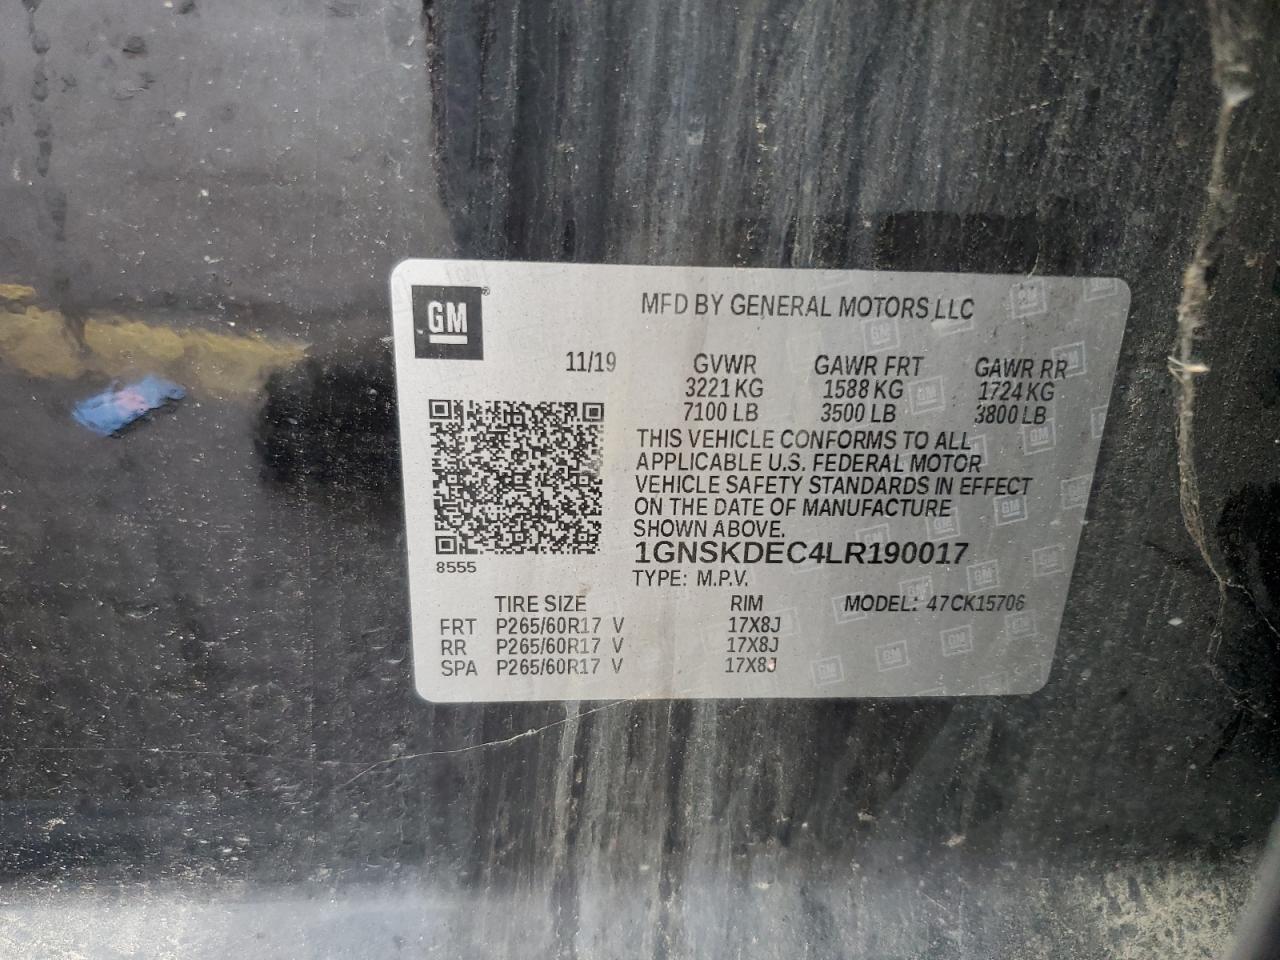 GM ®
MFD BY GENERAL MOTORS LLC
11/19 GVWR GAWR FRT GAWR RR
3221 KG 1588 KG 1724 KG
7100 LB 3500 LB 3800 LB
THIS VEHICLE CONFORMS TO ALL
APPLICABLE U.S. FEDERAL MOTOR
VEHICLE SAFETY STANDARDS IN EFFECT
ON THE DATE OF MANUFACTURE
SHOWN ABOVE.
1GNSKDEC4LR190017
8555
TYPE: M.P.V.
TIRE SIZE RIM MODEL: 47CK15706
FRT P265/60R17 V 17X8J
RR P265/60R17 V 17X8J
SPA P265/60R17 V 17X8J